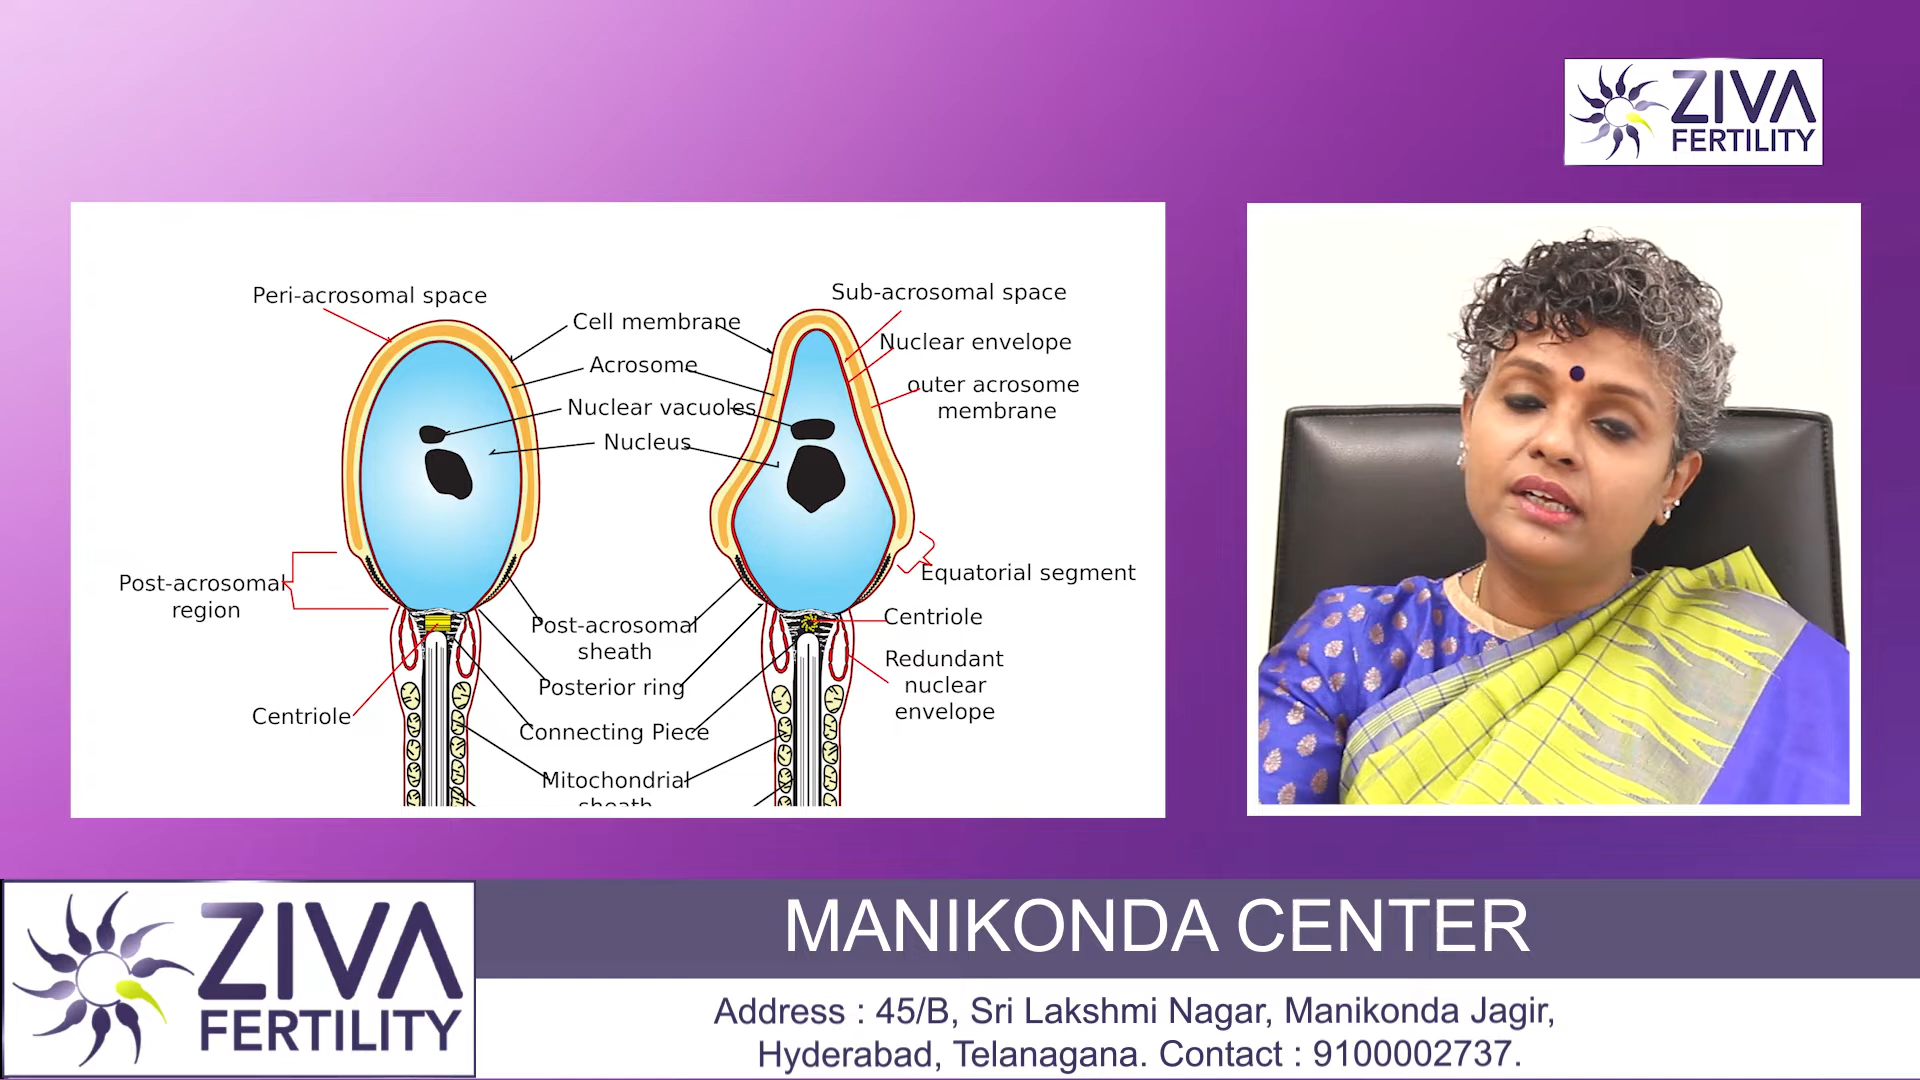 ZIVA
FERTILITY
Peri-acrosomal space
Sub-acrosomal space
Cell membrane
Nuclear envelope
Acrosome
outer acrosome
membrane
Nuclear vacuoles
Nucleus
Post-acrosomal
region
Equatorial segment
Centriole
Post-acrosomal
sheath
Redundant
nuclear
envelope
Posterior ring
Centriole
Connecting Piece
Mitochondrial
sheath
ZIVA
FERTILITY
MANIKONDA CENTER
Address : 45/B, Sri Lakshmi Nagar, Manikonda Jagir,
Hyderabad, Telanagana. Contact : 9100002737.